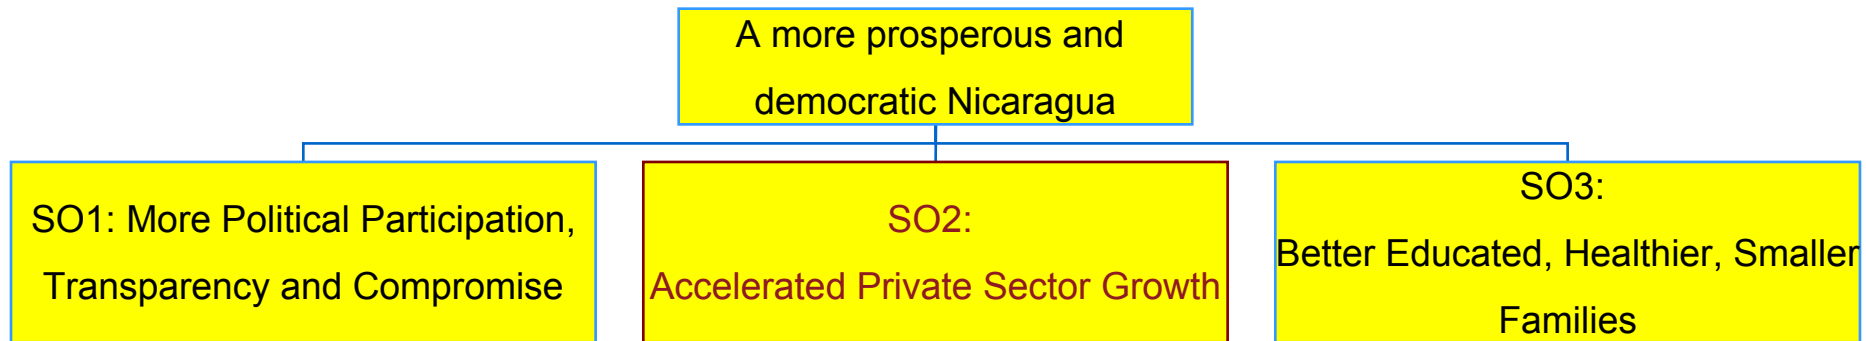 A more prosperous and
democratic Nicaragua
SO1: More Political Participation,
Transparency and Compromise
SO2:
Accelerated Private Sector Growth
SO3:
Better Educated, Healthier, Smaller
Families